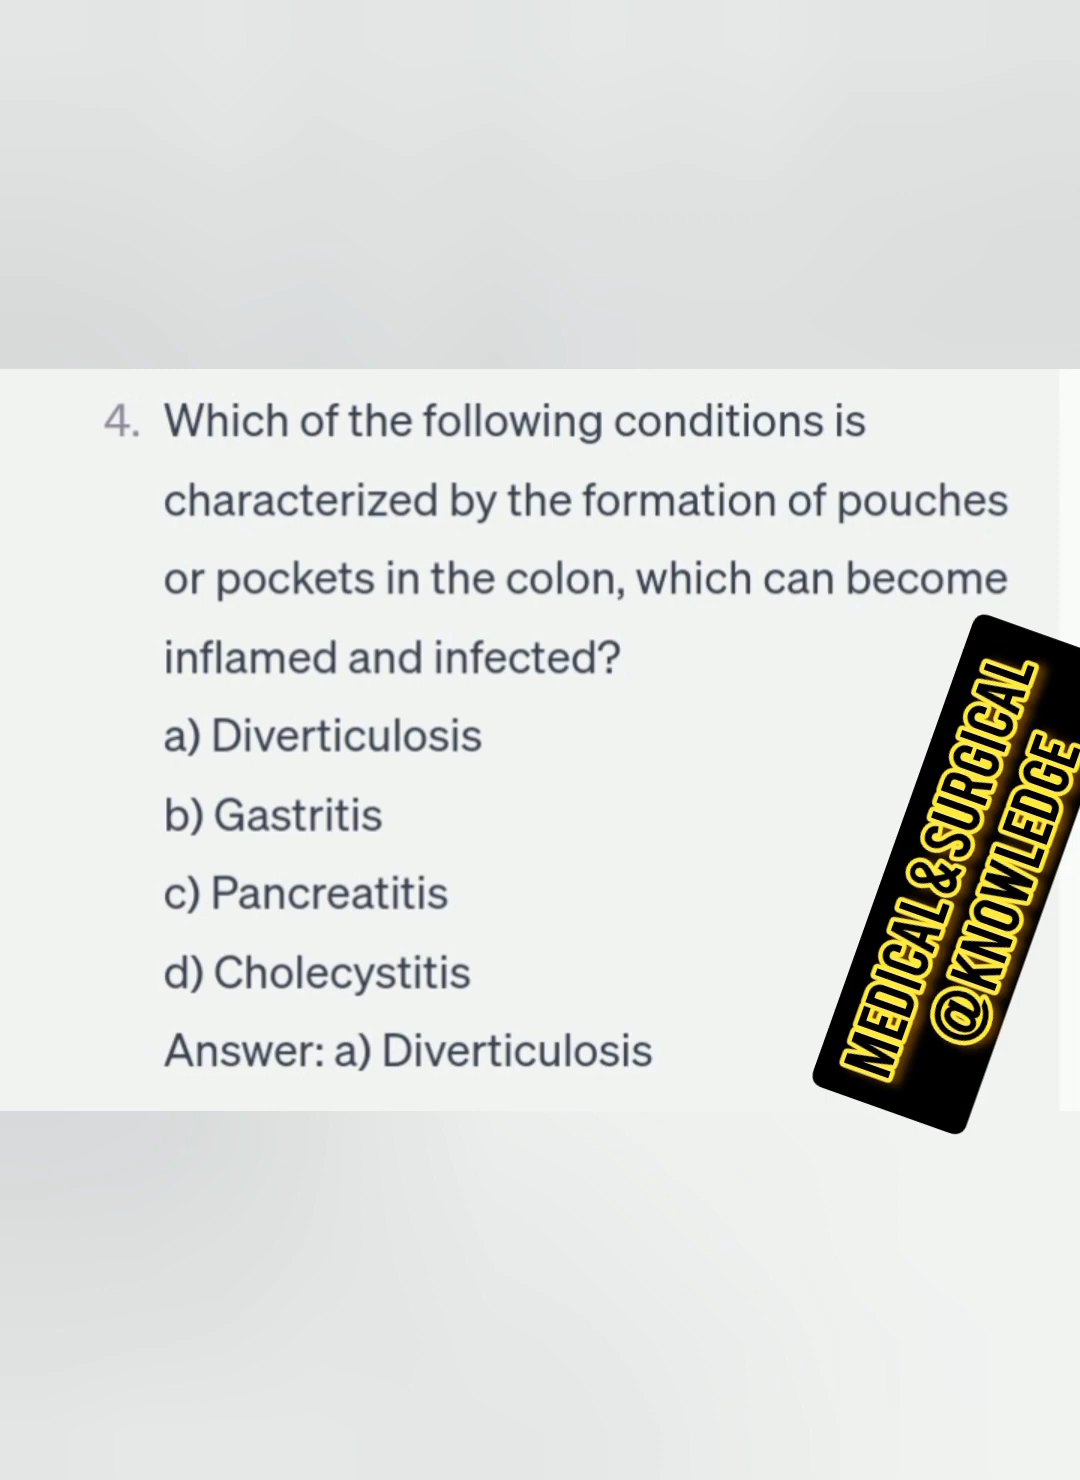 4. Which of the following conditions is
characterized by the formation of pouches
or pockets in the colon, which can become
inflamed and infected?
a) Diverticulosis
b) Gastritis
c) Pancreatitis
d) Cholecystitis
Answer: a) Diverticulosis
MEDICAL & SURGICAL
@KNOWLEDGE